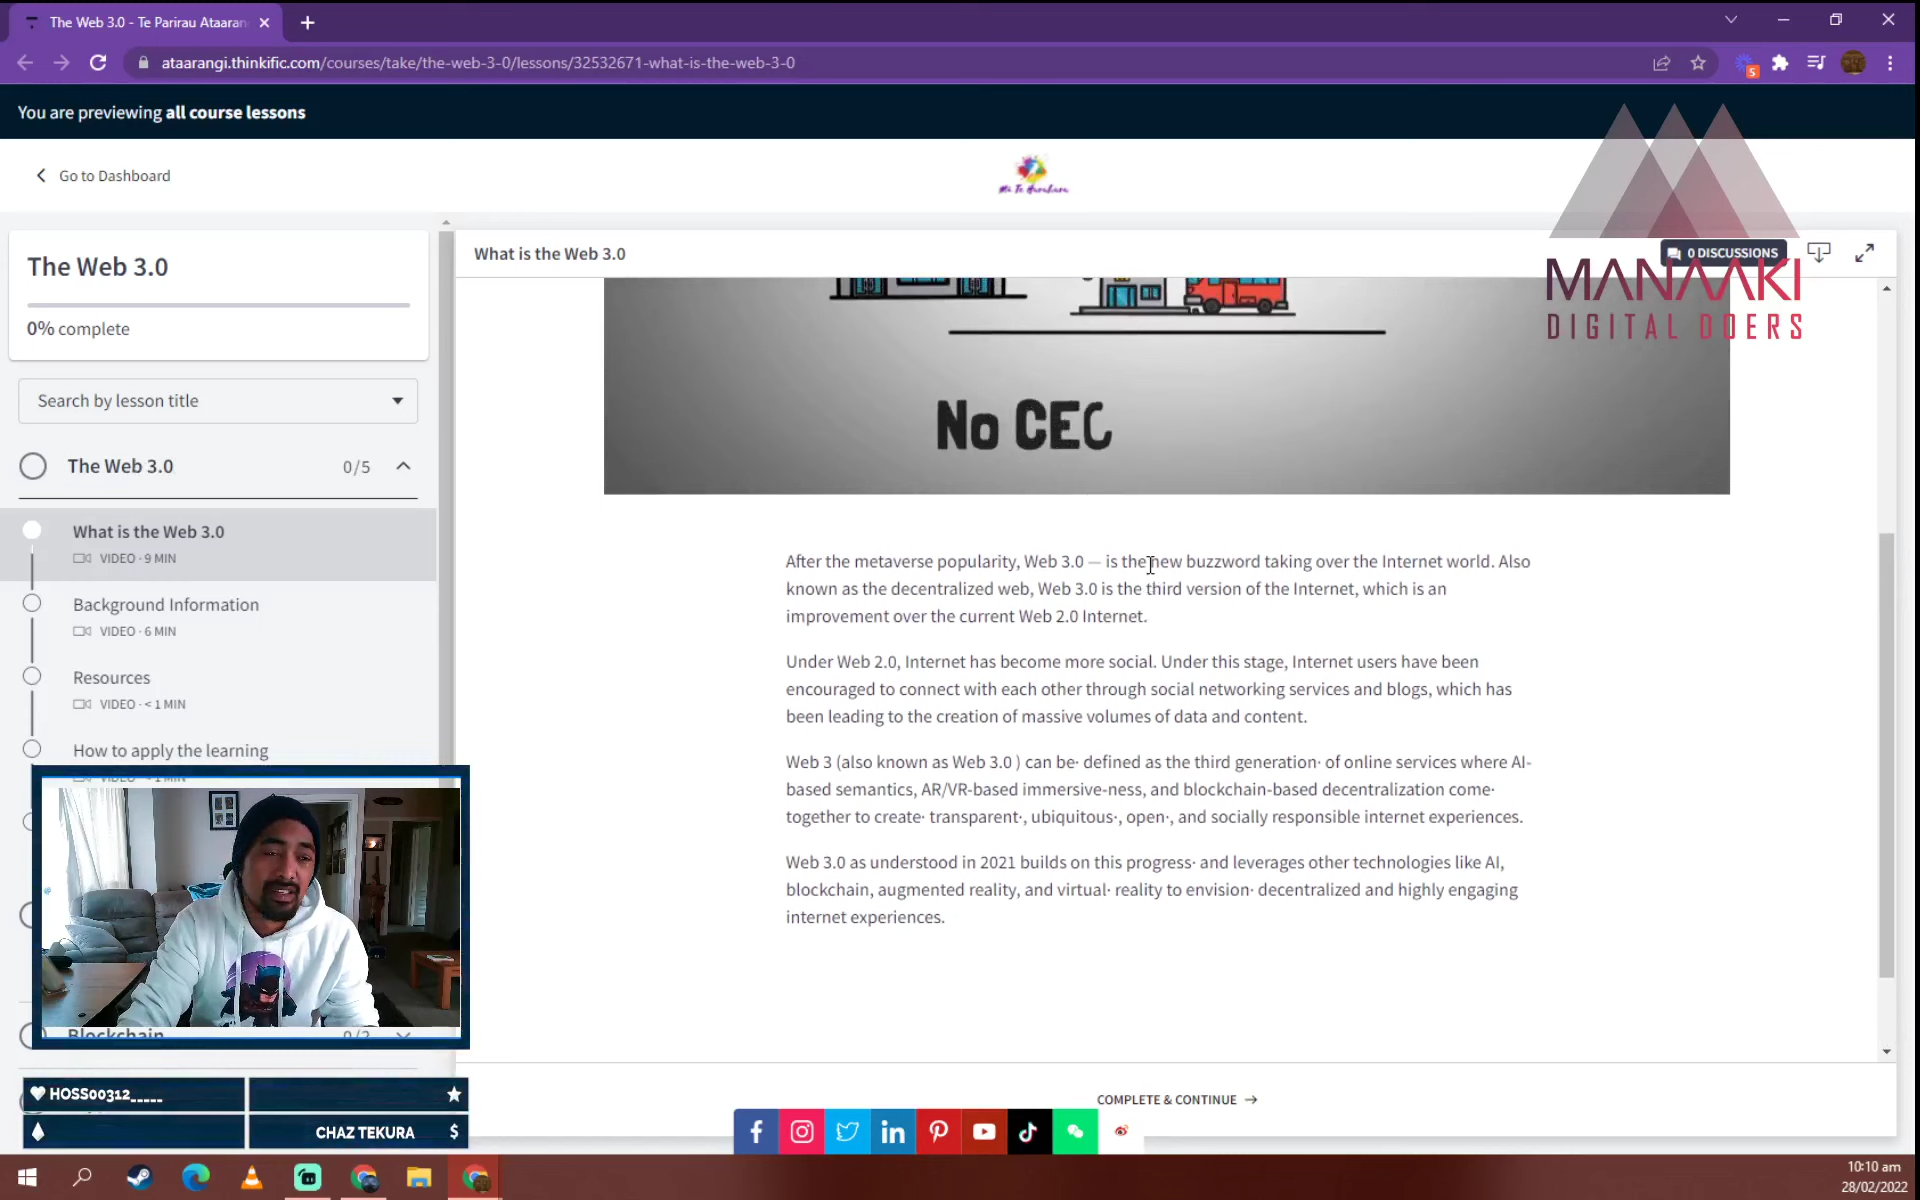 The Web 3.0 - Te Parirau Ataaran
ataarangi.thinkific.com/courses/take/the-web-3-0/lessons/32532671-what-is-the-web-3-0
5
You are previewing all course lessons
Go to Dashboard
The Web 3.0
0% complete
Search by lesson title
The Web 3.0 0/5
What is the Web 3.0
VIDEO · 9 MIN
Background Information
VIDEO · 6 MIN
Resources
VIDEO · < 1 MIN
How to apply the learning
VIDEO · < 1 MIN
Blockchain 0/2
What is the Web 3.0
0 DISCUSSIONS
MANAAKI
DIGITAL DOERS
No CEO
After the metaverse popularity, Web 3.0 — is the new buzzword taking over the Internet world. Also
known as the decentralized web, Web 3.0 is the third version of the Internet, which is an
improvement over the current Web 2.0 Internet.
Under Web 2.0, Internet has become more social. Under this stage, Internet users have been
encouraged to connect with each other through social networking services and blogs, which has
been leading to the creation of massive volumes of data and content.
Web 3 (also known as Web 3.0 ) can be· defined as the third generation· of online services where AI-
based semantics, AR/VR-based immersive-ness, and blockchain-based decentralization come·
together to create· transparent·, ubiquitous·, open·, and socially responsible internet experiences.
Web 3.0 as understood in 2021 builds on this progress· and leverages other technologies like AI,
blockchain, augmented reality, and virtual· reality to envision· decentralized and highly engaging
internet experiences.
COMPLETE & CONTINUE →
HOSS00312_____
CHAZ TEKURA $
10:10 am
28/02/2022